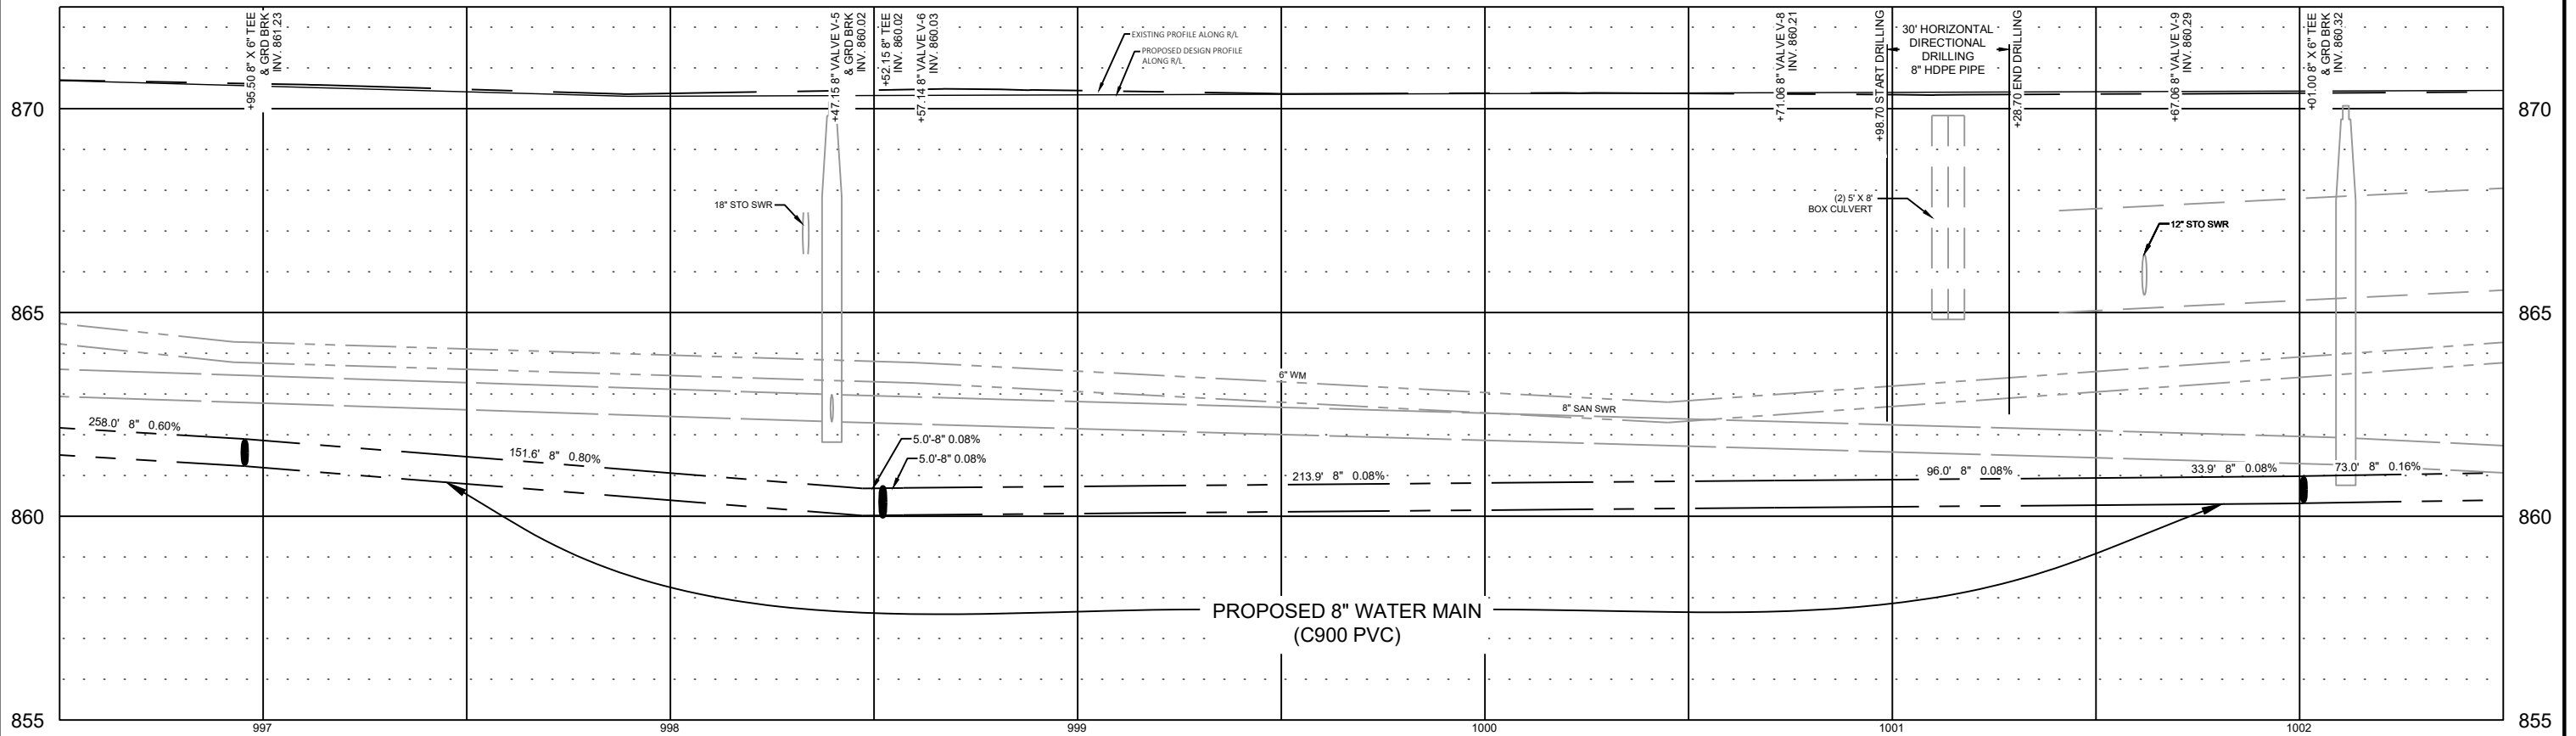 +95.50 8" X 6" TEE
& GRD BRK
INV. 861.23
+47.15 8" VALVE V-5
& GRD BRK
INV. 860.02
+52.15 8" TEE
INV. 860.02
+57.14 8" VALVE V-6
INV. 860.03
EXISTING PROFILE ALONG R/L
PROPOSED DESIGN PROFILE
ALONG R/L
+71.06 8" VALVE V-8
INV. 860.21
+98.70 START DRILLING
30' HORIZONTAL
DIRECTIONAL
DRILLING
8" HDPE PIPE
+28.70 END DRILLING
+67.06 8" VALVE V-9
INV. 860.29
+01.00 8" X 6" TEE
& GRD BRK
INV. 860.32
870
870
18" STO SWR
(2) 5' X 8'
BOX CULVERT
12" STO SWR
865
865
6" WM
8" SAN SWR
258.0' 8" 0.60%
151.6' 8" 0.80%
5.0'-8" 0.08%
5.0'-8" 0.08%
213.9' 8" 0.08%
96.0' 8" 0.08%
33.9' 8" 0.08%
73.0' 8" 0.16%
860
860
PROPOSED 8" WATER MAIN
(C900 PVC)
855
855
997
998
999
1000
1001
1002